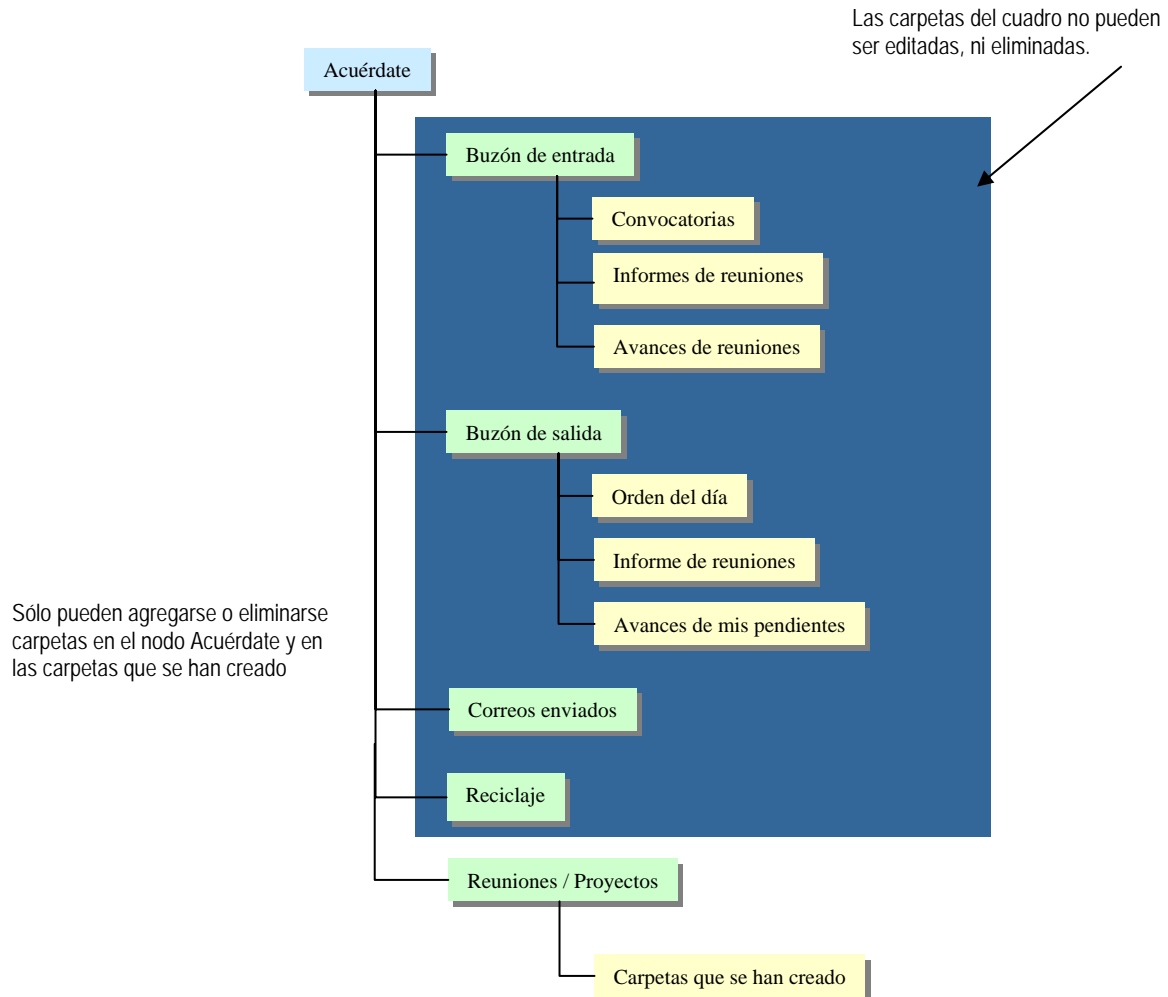 Las carpetas del cuadro no pueden
ser editadas, ni eliminadas.
Acuérdate
Buzón de entrada
Convocatorias
Informes de reuniones
Avances de reuniones
Buzón de salida
Orden del día
Informe de reuniones
Avances de mis pendientes
Sólo pueden agregarse o eliminarse
carpetas en el nodo Acuérdate y en
las carpetas que se han creado
Correos enviados
Reciclaje
Reuniones / Proyectos
Carpetas que se han creado